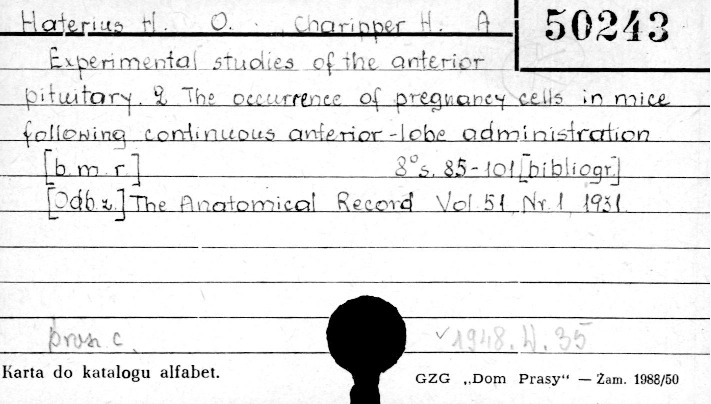 Haterius H. O. Charipper H. A
50243
Experimental studies of the anterior
pituitary. 2 The occurrence of pregnancy cells in mice
following continuous anterior-lobe administration
[b.m.r.] 8° s. 85-101 [bibliogr.]
[Odb z.] The Anatomical Record Vol. 51, Nr. 1 1931.
1948. 35
Karta do katalogu alfabet.
GZG „Dom Prasy“ — Zam. 1988/50